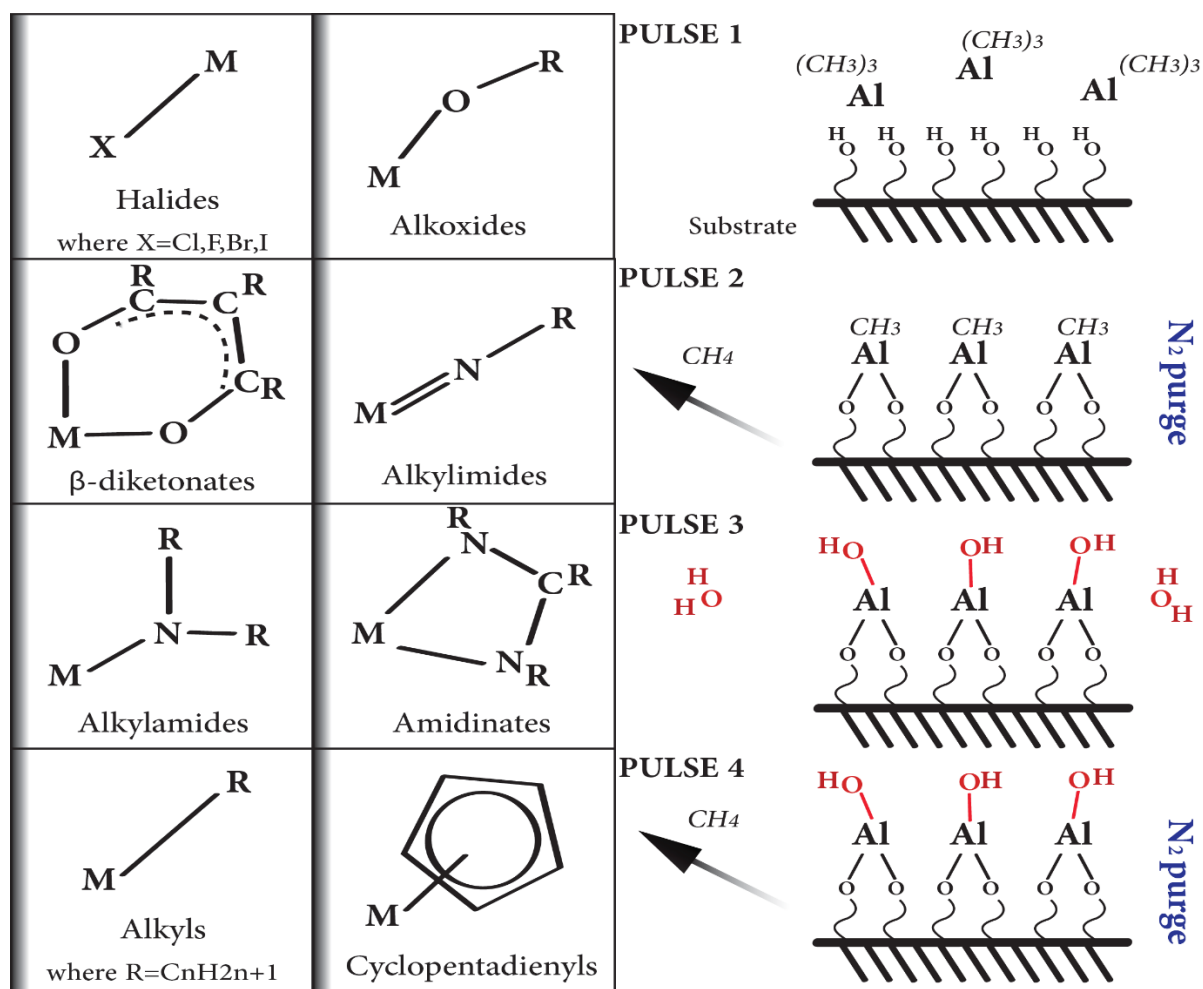 M
X
Halides
where X=Cl,F,Br,I
R
O
M
Alkoxides
R
C
C
R
O
C
R
M
O
β-diketonates
R
N
M
Alkylimides
R
N
R
M
Alkylamides
R
N
C
R
M
N
R
Amidinates
R
M
Alkyls
where R=CnH2n+1
M
Cyclopentadienyls
PULSE 1
(CH3)3
Al
(CH3)3
Al
(CH3)3
Al
H H H H H H
O O O O O O
Substrate
PULSE 2
CH4
CH3 CH3 CH3
Al Al Al
O O O O O O
N2 purge
PULSE 3
H
H O
HO OH OH
Al Al Al
O O O O O O
H
O
H
PULSE 4
CH4
HO OH OH
Al Al Al
O O O O O O
N2 purge